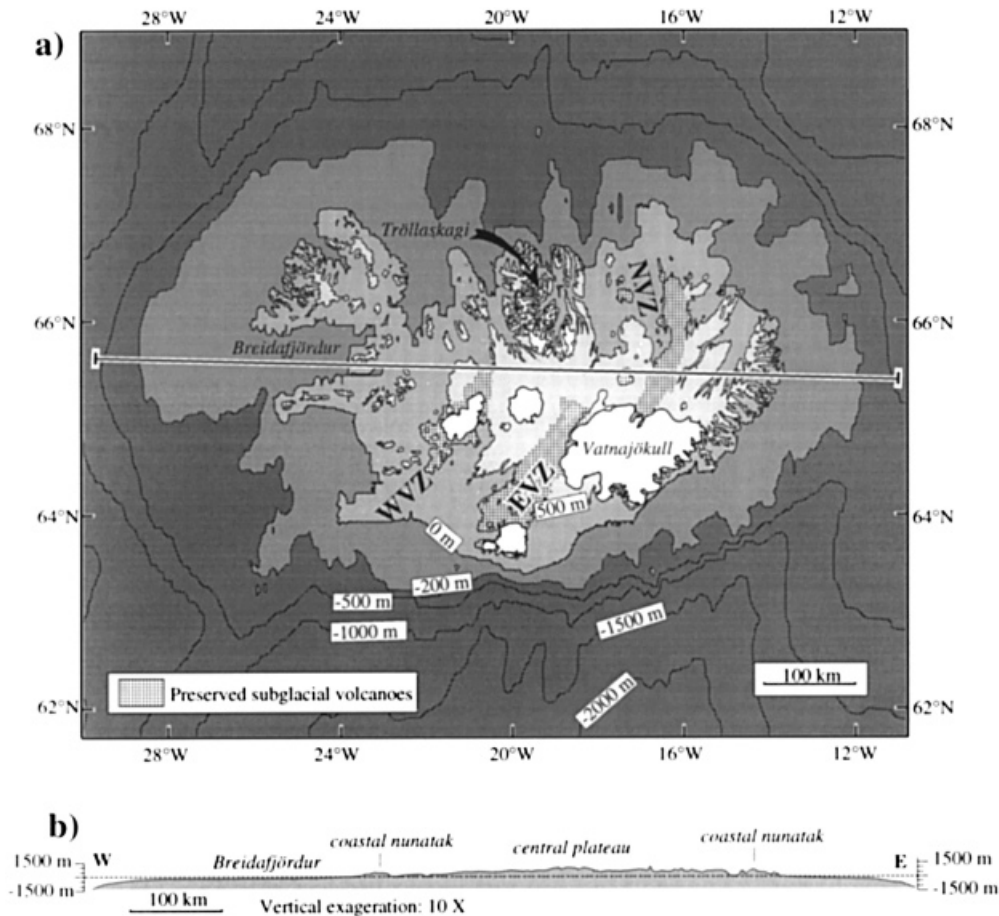 28°W 24°W 20°W 16°W 12°W
a)
68°N 68°N
Tröllaskagi
NVZ
66°N 66°N
Breidafjördur
Vatnajökull
WVZ
EVZ
500 m
64°N 64°N
0 m
-200 m
-500 m
-1000 m
-1500 m
-2000 m
Preserved subglacial volcanoes
100 km
62°N 62°N
28°W 24°W 20°W 16°W 12°W
b)
coastal nunatak central plateau coastal nunatak
1500 m W Breidafjördur E 1500 m
-1500 m -1500 m
100 km Vertical exageration: 10 X